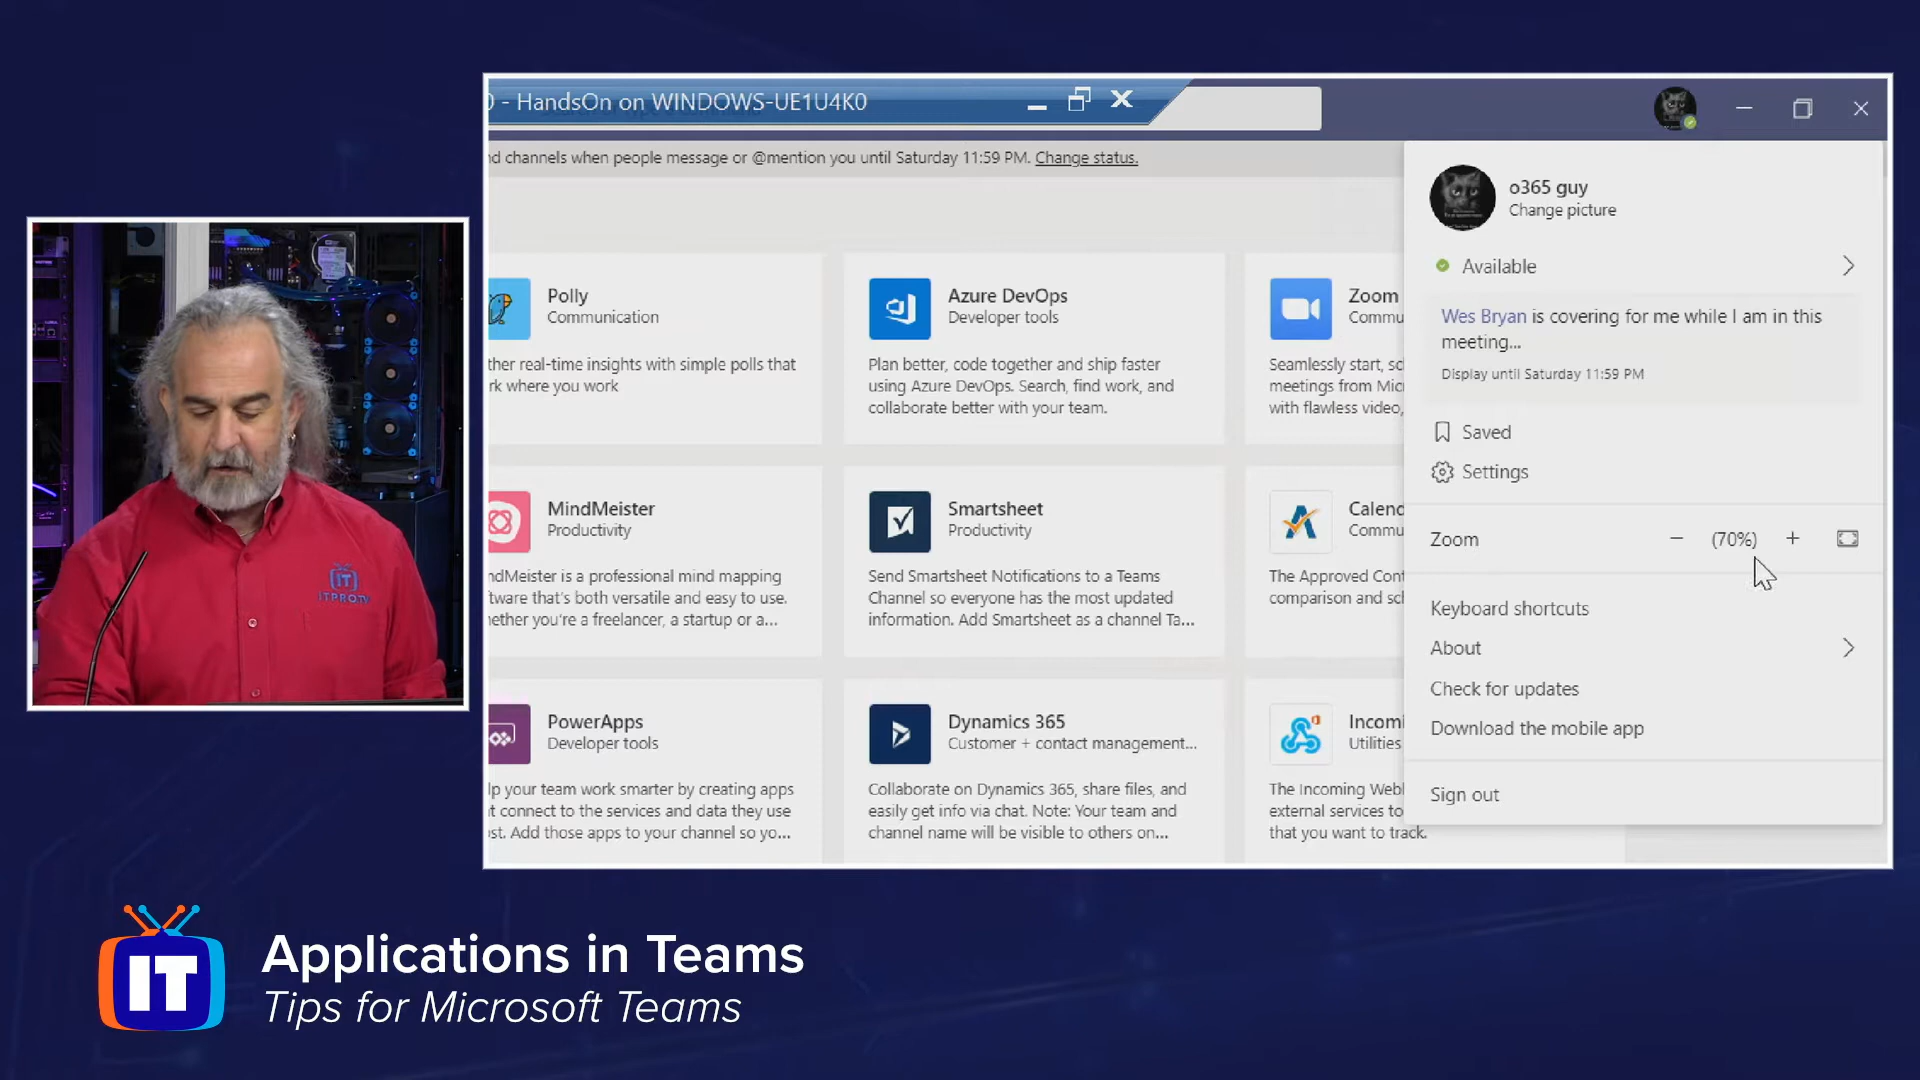 - HandsOn on WINDOWS-UE1U4K0
channels when people message or @mention you until Saturday 11:59 PM. Change status.
Polly
Communication
real-time insights with simple polls that
where you work
Azure DevOps
Developer tools
Plan better, code together and ship faster
using Azure DevOps. Search, find work, and
collaborate better with your team.
Zoom
Commu
Seamlessly start, sc
meetings from Mic
with flawless video,
MindMeister
Productivity
ndMeister is a professional mind mapping
tware that's both versatile and easy to use.
hether you're a freelancer, a startup or a...
Smartsheet
Productivity
Send Smartsheet Notifications to a Teams
Channel so everyone has the most updated
information. Add Smartsheet as a channel Ta...
Calend
Commu
The Approved Cont
comparison and sch
PowerApps
Developer tools
lp your team work smarter by creating apps
t connect to the services and data they use
st. Add those apps to your channel so yo...
Dynamics 365
Customer + contact management...
Collaborate on Dynamics 365, share files, and
easily get info via chat. Note: Your team and
channel name will be visible to others on...
Incomi
Utilities
The Incoming Webl
external services to
that you want to track.
o365 guy
Change picture
Available
Wes Bryan is covering for me while I am in this
meeting...
Display until Saturday 11:59 PM
Saved
Settings
Zoom
(70%)
Keyboard shortcuts
About
Check for updates
Download the mobile app
Sign out
IT
ITPRO.TV
IT
Applications in Teams
Tips for Microsoft Teams